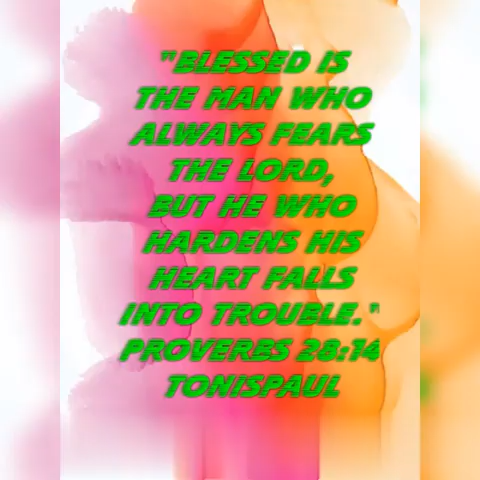 "BLESSED IS
THE MAN WHO
ALWAYS FEARS
THE LORD,
BUT HE WHO
HARDENS HIS
HEART FALLS
INTO TROUBLE."
PROVERBS 28:14
TONISPAUL